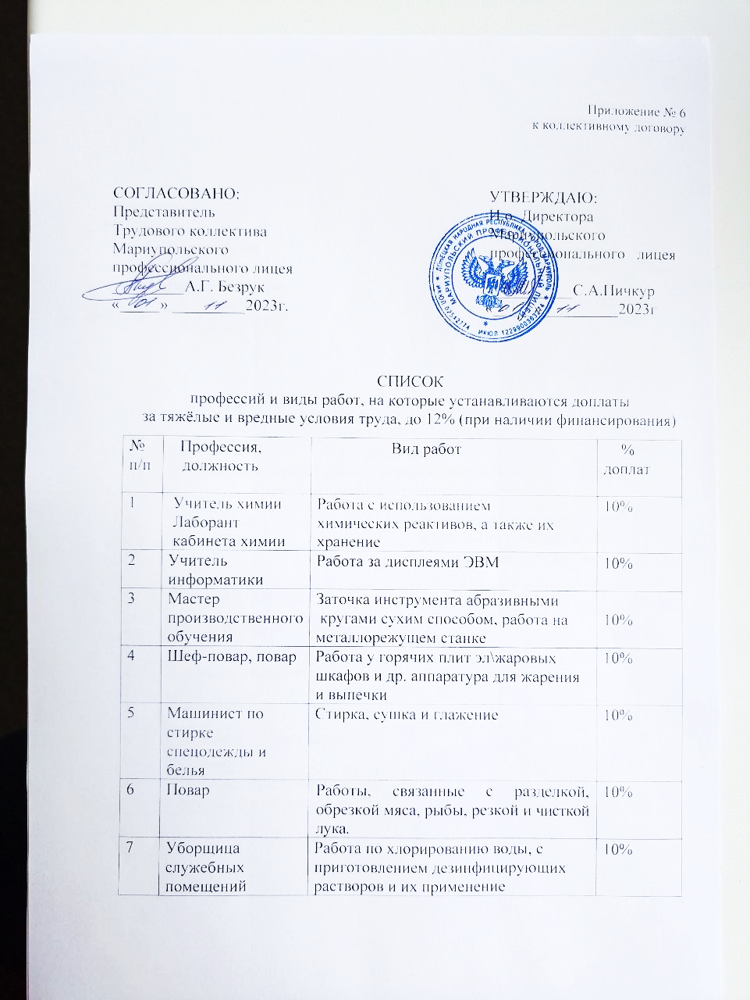 Приложение № 6
к коллективному договору
СОГЛАСОВАНО:
Представитель
Трудового коллектива
Мариупольского
профессионального лицея
А.Г. Безрук
« 01 » 11 2023г.
УТВЕРЖДАЮ:
И.о. Директора
Мариупольского
профессионального лицея
С.А.Пичкур
11 2023г
ДОНЕЦКАЯ НАРОДНАЯ РЕСПУБЛИКА
МАРИУПОЛЬСКИЙ ПРОФЕССИОНАЛЬНЫЙ ЛИЦЕЙ
СПИСОК
профессий и виды работ, на которые устанавливаются доплаты
за тяжёлые и вредные условия труда, до 12% (при наличии финансирования)
№ Профессия, Вид работ %
п/п должность доплат
1 Учитель химии Работа с использованием 10%
Лаборант химических реактивов, а также их
кабинета химии хранение
2 Учитель Работа за дисплеями ЭВМ 10%
информатики
3 Мастер Заточка инструмента абразивными
производственного кругами сухим способом, работа на 10%
обучения металлорежущем станке
4 Шеф-повар, повар Работа у горячих плит эл\жаровых 10%
шкафов и др. аппаратура для жарения
и выпечки
5 Машинист по Стирка, сушка и глажение 10%
стирке
спецодежды и
белья
6 Повар Работы, связанные с разделкой, 10%
обрезкой мяса, рыбы, резкой и чисткой
лука.
7 Уборщица Работа по хлорированию воды, с 10%
служебных приготовлением дезинфицирующих
помещений растворов и их применение